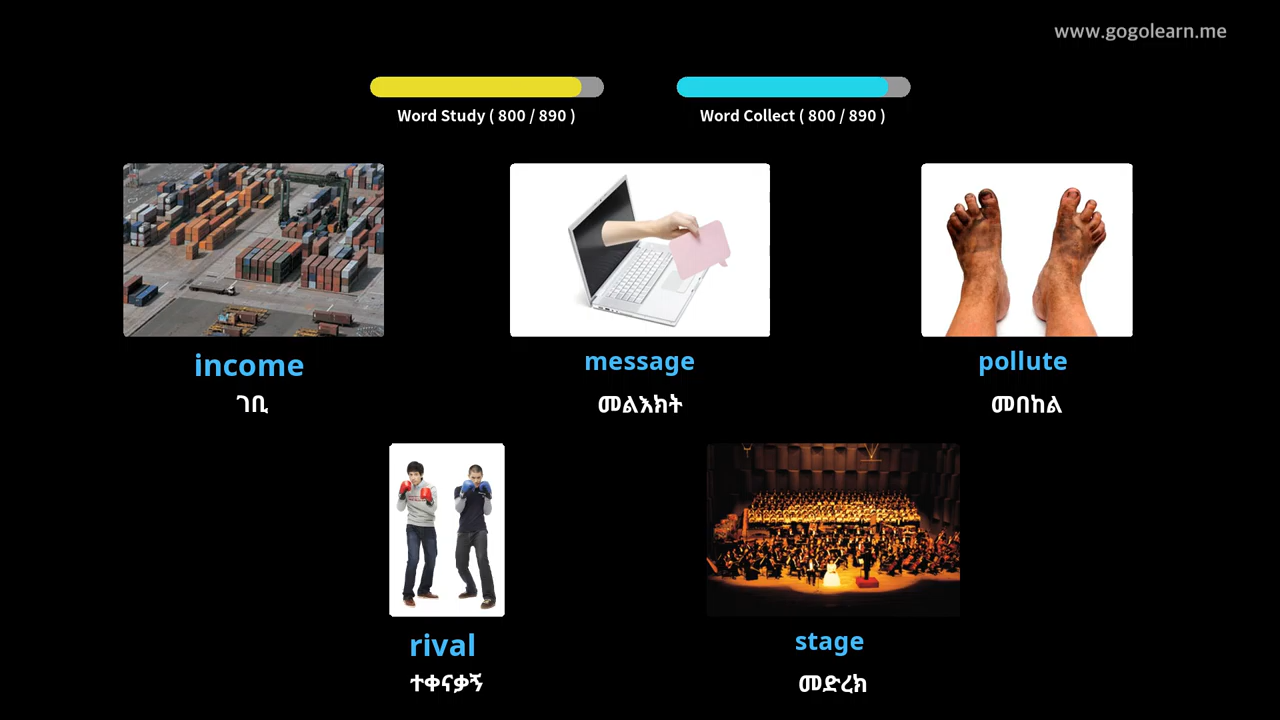 www.gogolearn.me
Word Study ( 800 / 890 )
Word Collect ( 800 / 890 )
income
ገቢ
message
መልእክት
pollute
መበከል
rival
ተቀናቃኝ
stage
መድረክ